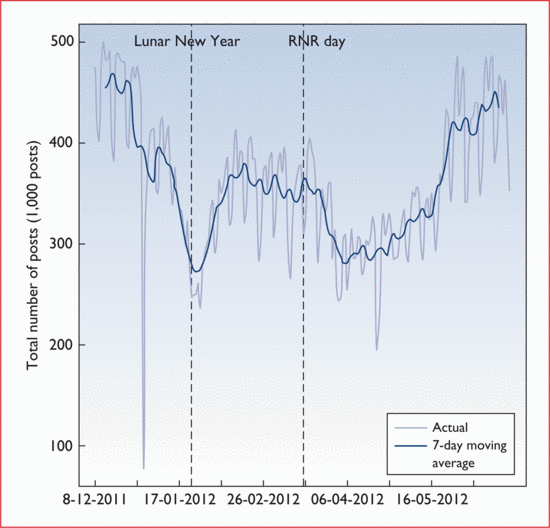 Lunar New Year RNR day
500
400
300
200
100
Total number of posts (1,000 posts)
Actual
7-day moving
average
8-12-2011 17-01-2012 26-02-2012 06-04-2012 16-05-2012